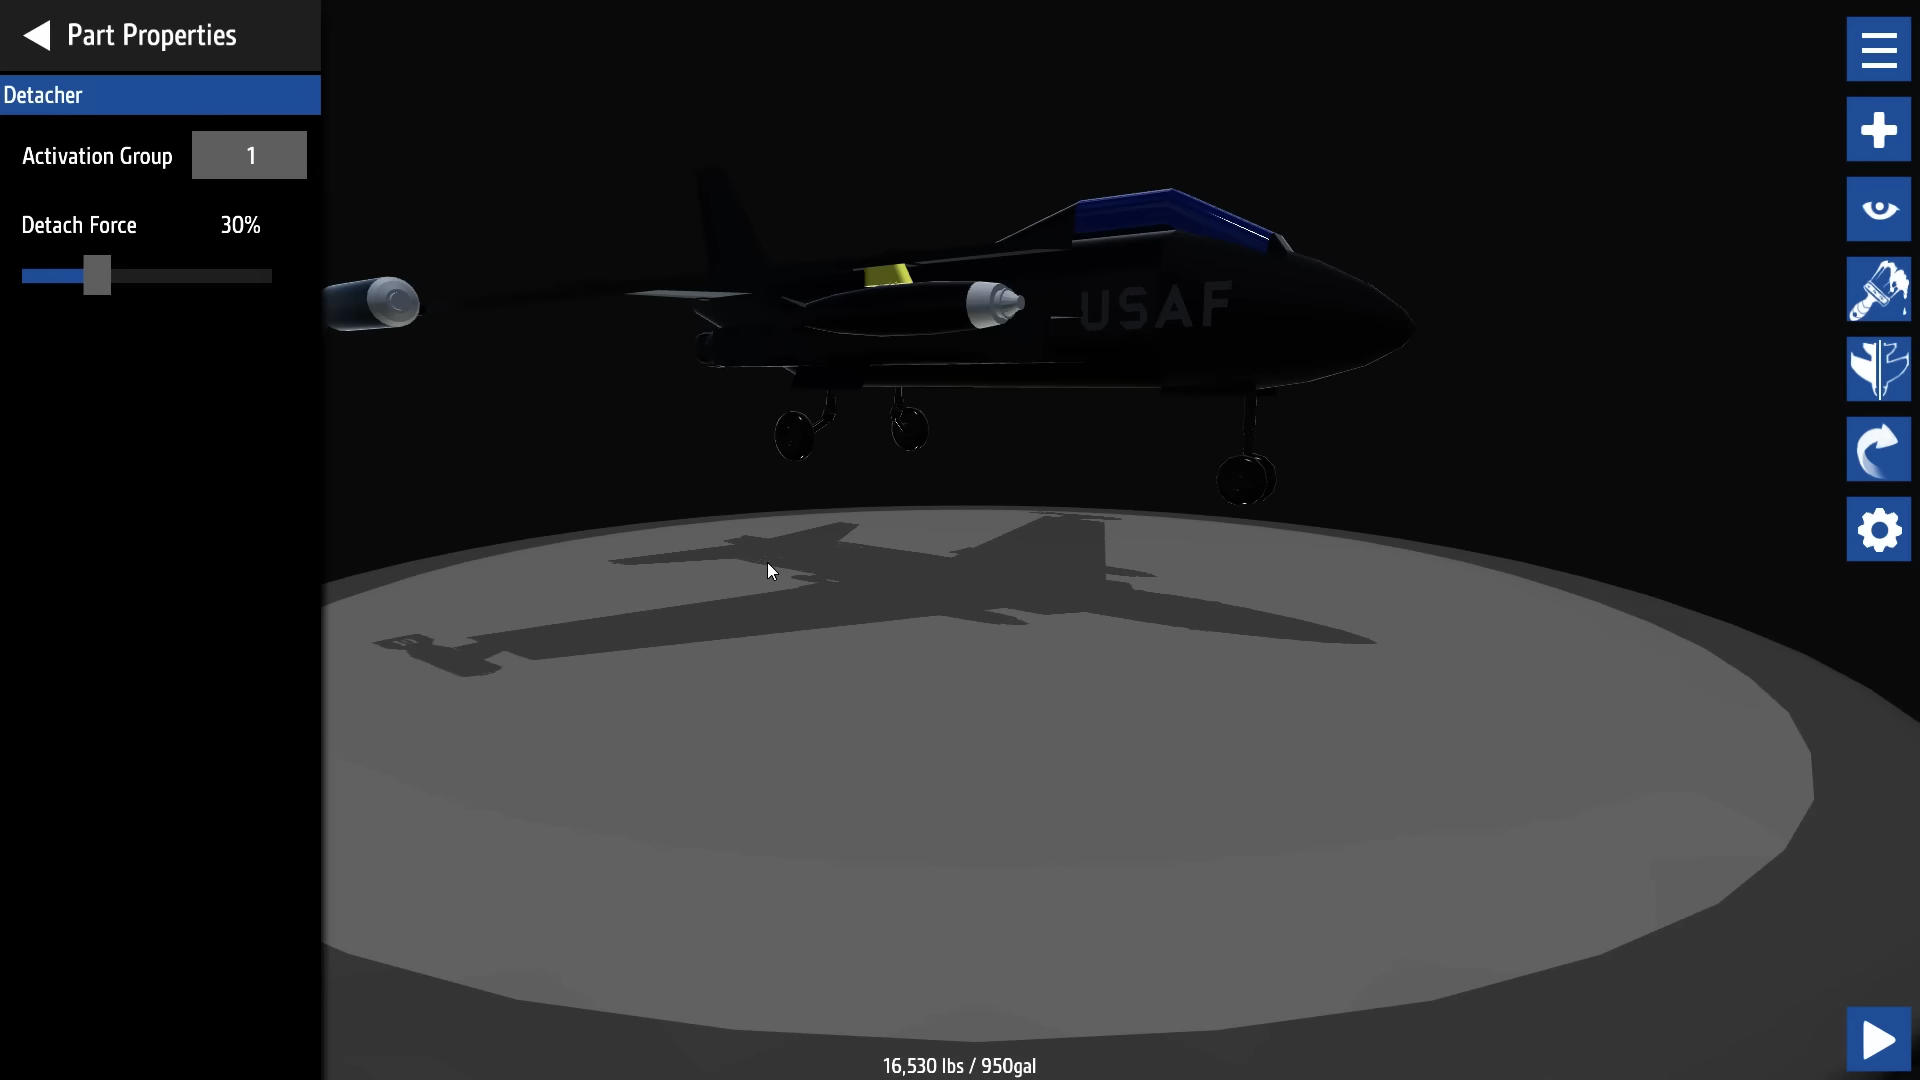 Part Properties
Detacher
Activation Group 1
Detach Force 30%
USAF
16,530 lbs / 950gal